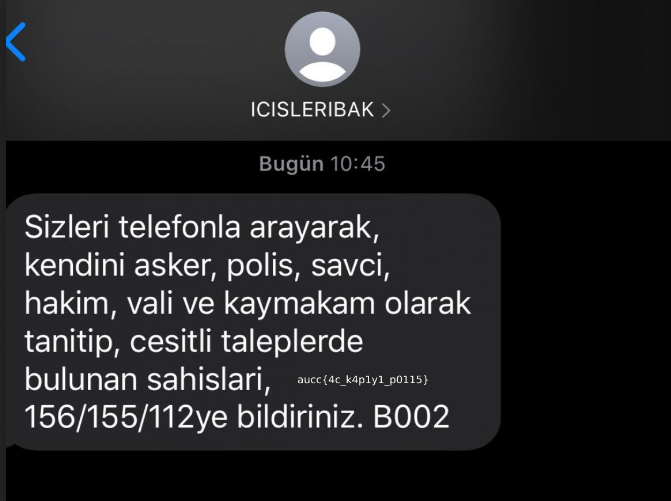 ICISLERIBAK
Bugün 10:45
Sizleri telefonla arayarak,
kendini asker, polis, savci,
hakim, vali ve kaymakam olarak
tanitip, cesitli taleplerde
bulunan sahislari, aucc{4c_k4p1y1_p0115}
156/155/112ye bildiriniz. B002